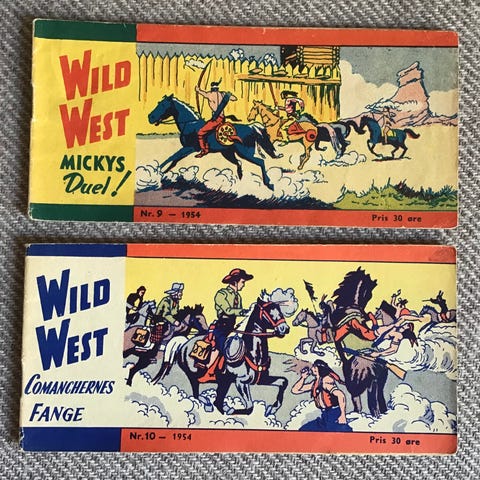 WILD
WEST
MICKYS
Duel!
Nr. 9 — 1954
Pris 30 øre
WILD
WEST
COMANCHERNES
FANGE
Nr. 10 — 1954
Pris 30 øre